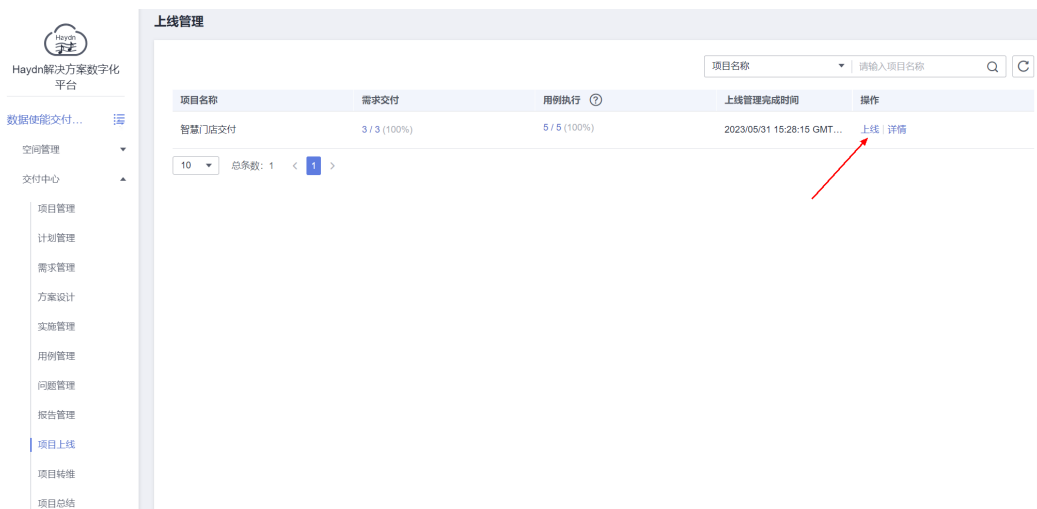 上线管理
Haydn
Haydn解决方案数字化
平台
数据使能交付...
空间管理
交付中心
项目管理
计划管理
需求管理
方案设计
实施管理
用例管理
问题管理
报告管理
项目上线
项目转维
项目总结
项目名称 请输入项目名称
项目名称 需求交付 用例执行 ? 上线管理完成时间 操作
智慧门店交付 3 / 3 (100%) 5 / 5 (100%) 2023/05/31 15:28:15 GMT... 上线 详情
10 总条数: 1 < 1 >